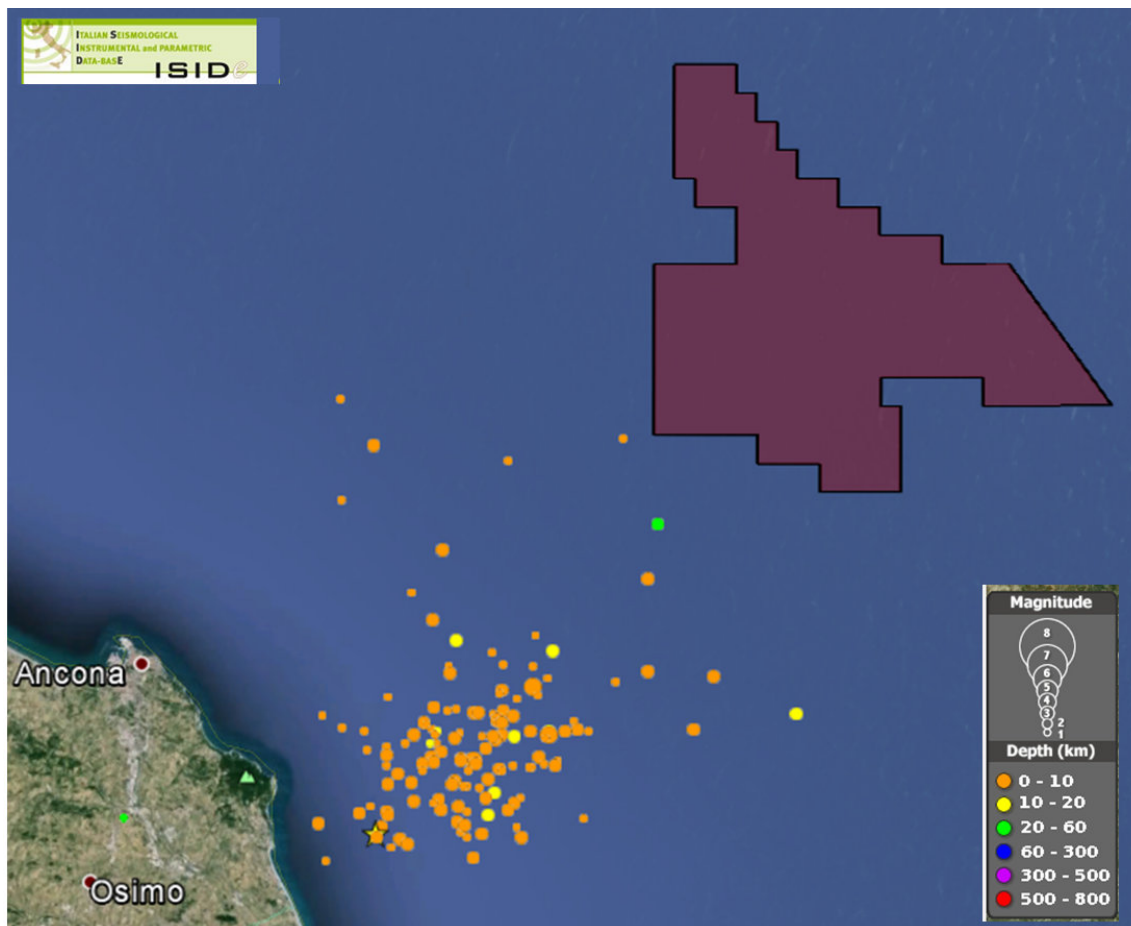 ITALIAN SEISMOLOGICAL
INSTRUMENTAL and PARAMETRIC
DATA-BASE
ISIDe
Ancona
Osimo
Magnitude
8
7
6
5
4
3
2
1
Depth (km)
0 - 10
10 - 20
20 - 60
60 - 300
300 - 500
500 - 800